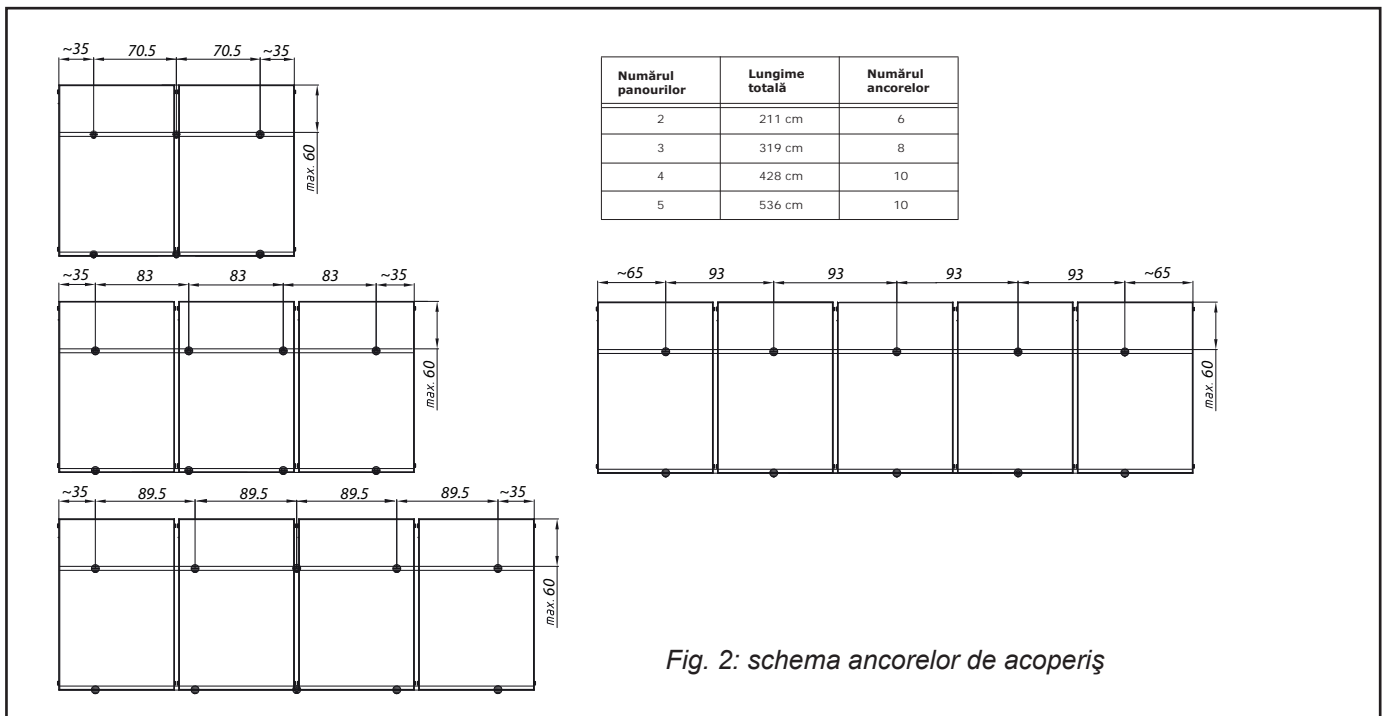 ~35 70.5 70.5 ~35
max. 60
Numărul panourilor Lungime totală Numărul ancorelor
2 211 cm 6
3 319 cm 8
4 428 cm 10
5 536 cm 10
~35 83 83 83 ~35
max. 60
~65 93 93 93 93 ~65
max. 60
~35 89.5 89.5 89.5 89.5 ~35
max. 60
Fig. 2: schema ancorelor de acoperiş